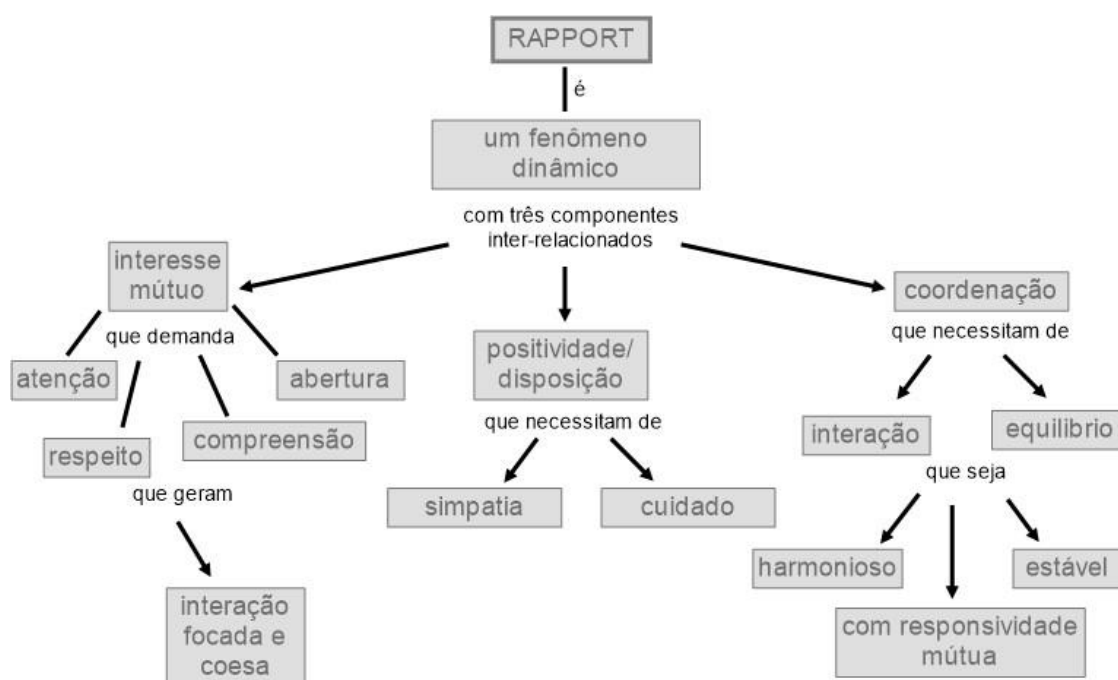 RAPPORT
é
um fenômeno
dinâmico
com três componentes
inter-relacionados
interesse
mútuo
que demanda
atenção
abertura
respeito
compreensão
que geram
interação
focada e
coesa
positividade/
disposição
que necessitam de
simpatia
cuidado
coordenação
que necessitam de
interação
equilibrio
que seja
harmonioso
estável
com responsividade
mútua